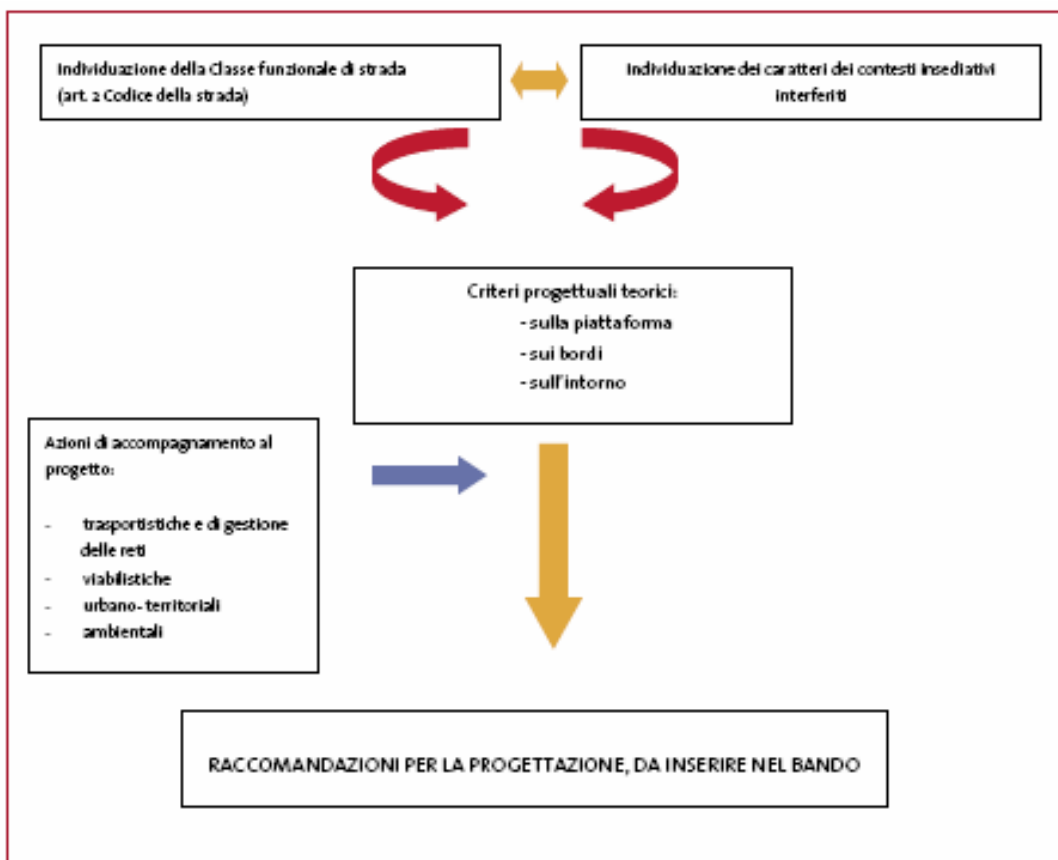 Individuazione della Classe funzionale di strada
(art. 2 Codice della strada)
Individuazione dei caratteri dei contesti insediativi
interferiti
Criteri progettuali teorici:
- sulla piattaforma
- sui bordi
- sull'intorno
Azioni di accompagnamento al
progetto:
- trasportistiche e di gestione
delle reti
- viabilistiche
- urbano- territoriali
- ambientali
RACCOMANDAZIONI PER LA PROGETTAZIONE, DA INSERIRE NEL BANDO